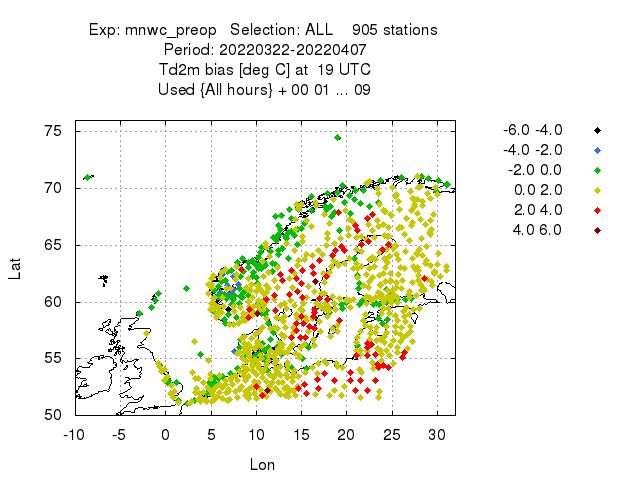 Exp: mnwc_preop   Selection: ALL    905 stations
Period: 20220322-20220407
Td2m bias [deg C] at  19 UTC
Used {All hours} + 00 01 ... 09
-6.0 -4.0
-4.0 -2.0
-2.0 0.0
0.0 2.0
2.0 4.0
4.0 6.0
75
70
65
60
55
50
Lat
-10 -5 0 5 10 15 20 25 30
Lon